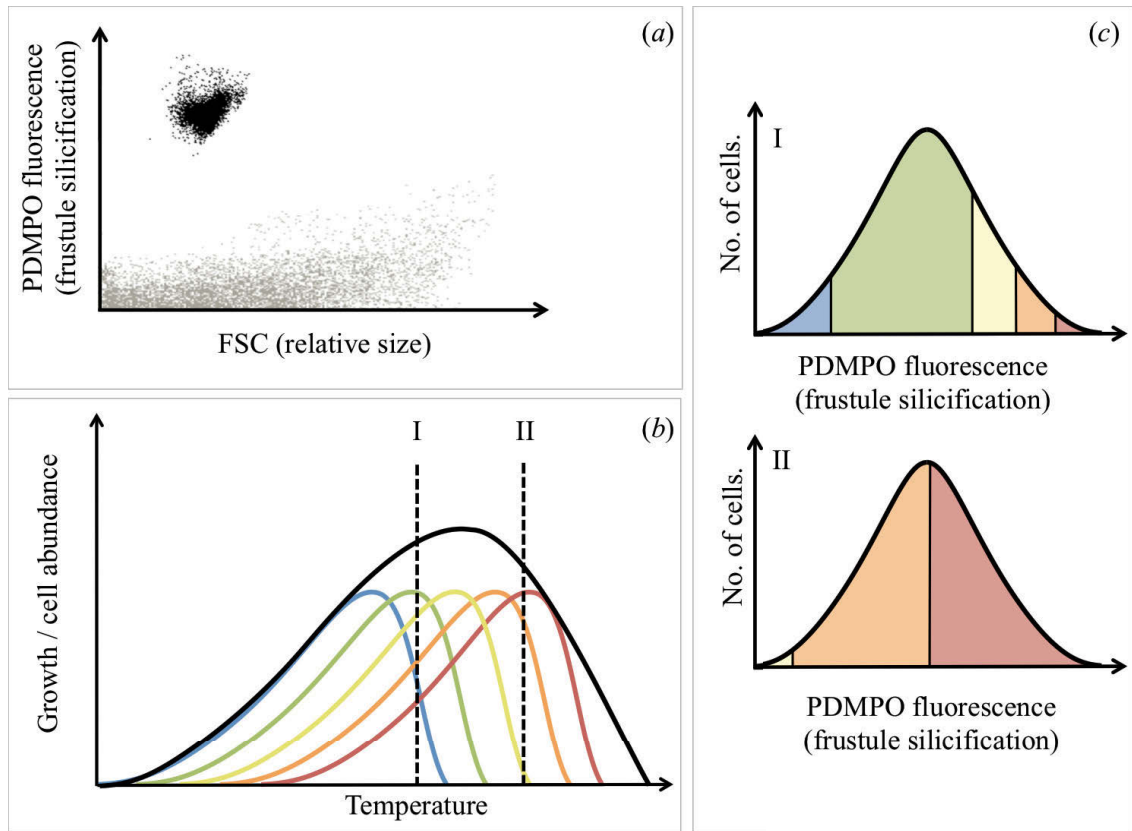 (a)
PDMPO fluorescence
(frustule silicification)
FSC (relative size)
(b)
I
II
Growth / cell abundance
Temperature
(c)
I
No. of cells.
PDMPO fluorescence
(frustule silicification)
II
No. of cells.
PDMPO fluorescence
(frustule silicification)